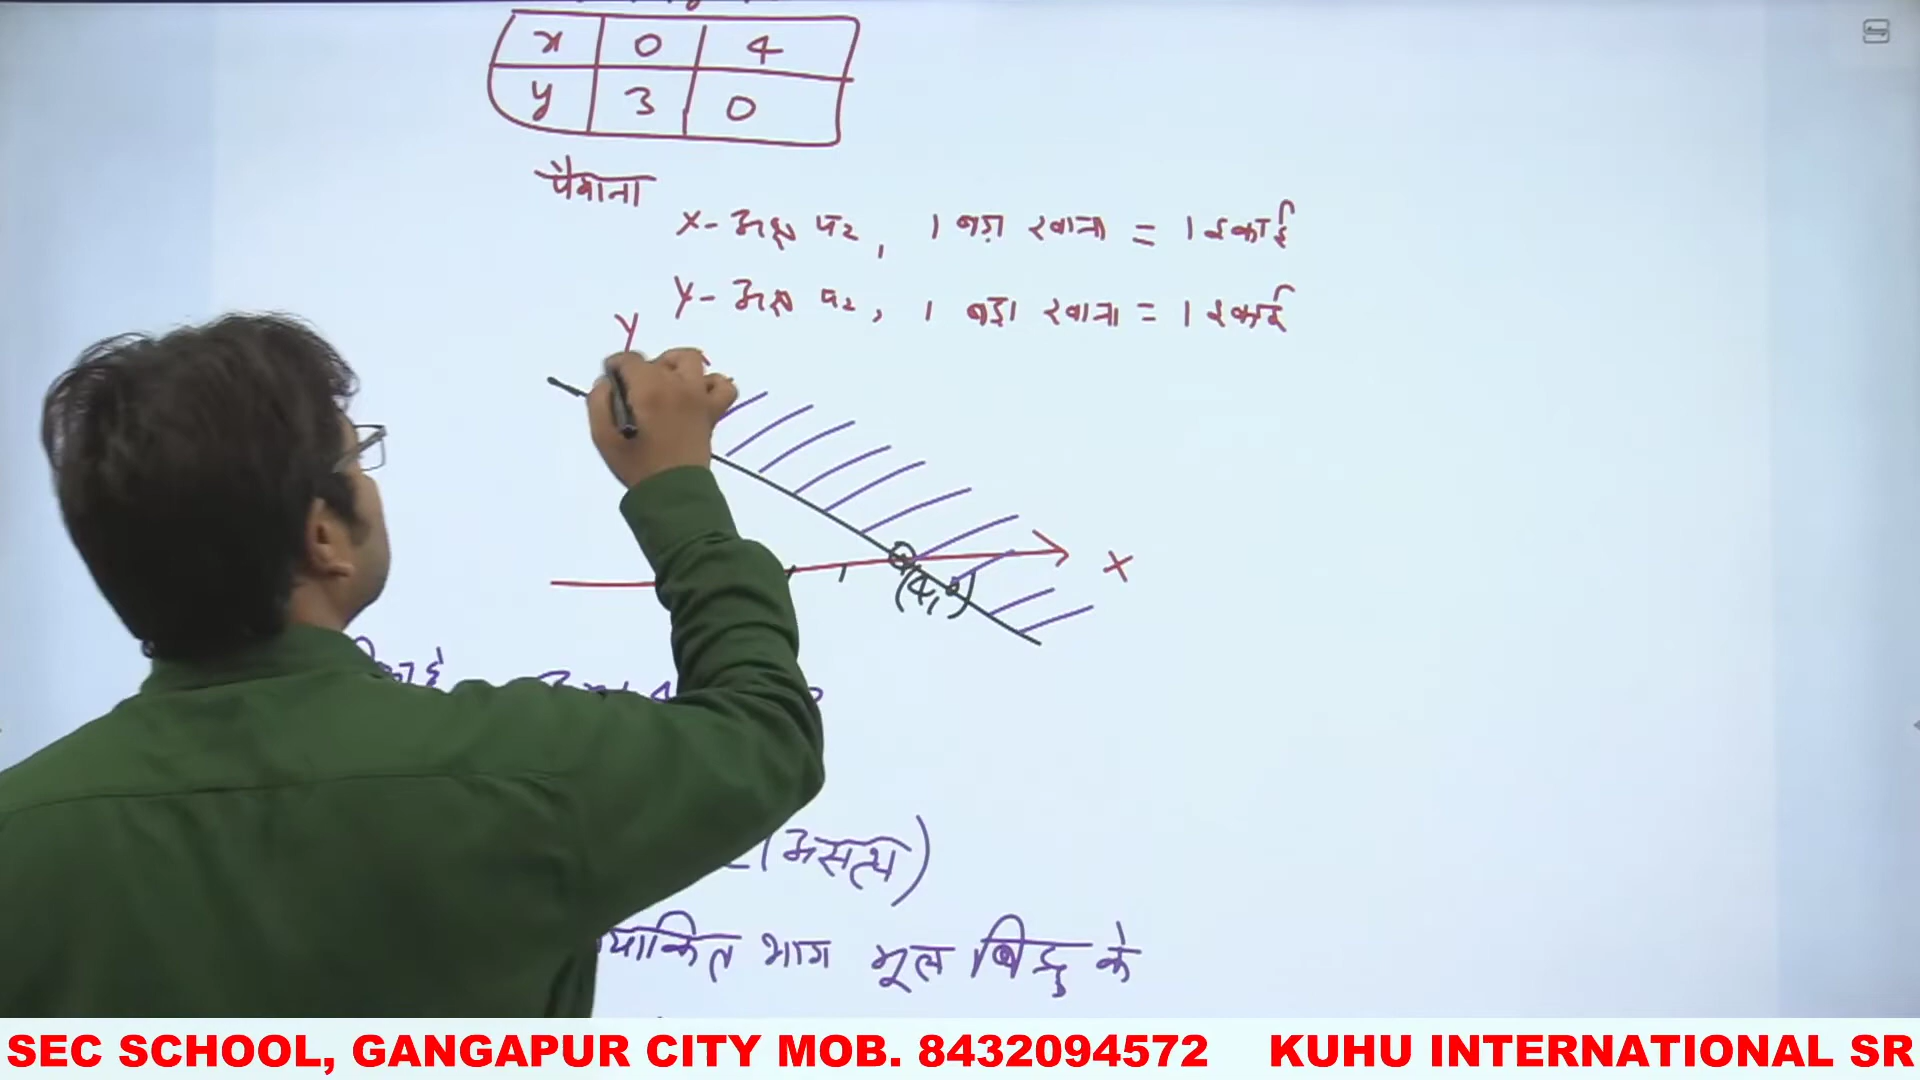 x 0 4
y 3 0
पैमाना
X- अक्ष पर, 1 बड़ा खाना = 1 इकाई
Y- अक्ष पर, 1 बड़ा खाना = 1 इकाई
Y
X
(4, 0)
(असत्य)
भाग मूल बिंदु के
SEC SCHOOL, GANGAPUR CITY MOB. 8432094572 KUHU INTERNATIONAL SR